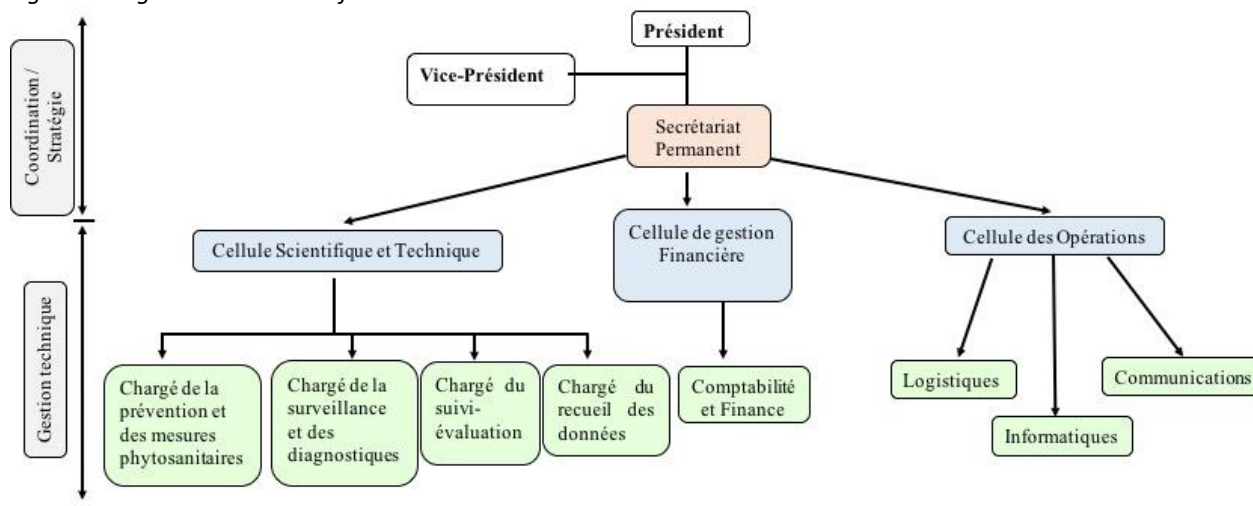 Président
Vice-Président
Secrétariat
Permanent
Coordination /
Stratégie
Cellule Scientifique et Technique
Cellule de gestion
Financière
Cellule des Opérations
Gestion technique
Chargé de la
prévention et
des mesures
phytosanitaires
Chargé de la
surveillance
et des
diagnostiques
Chargé du
suivi-
évaluation
Chargé du
recueil des
données
Comptabilité
et Finance
Logistiques
Informatiques
Communications